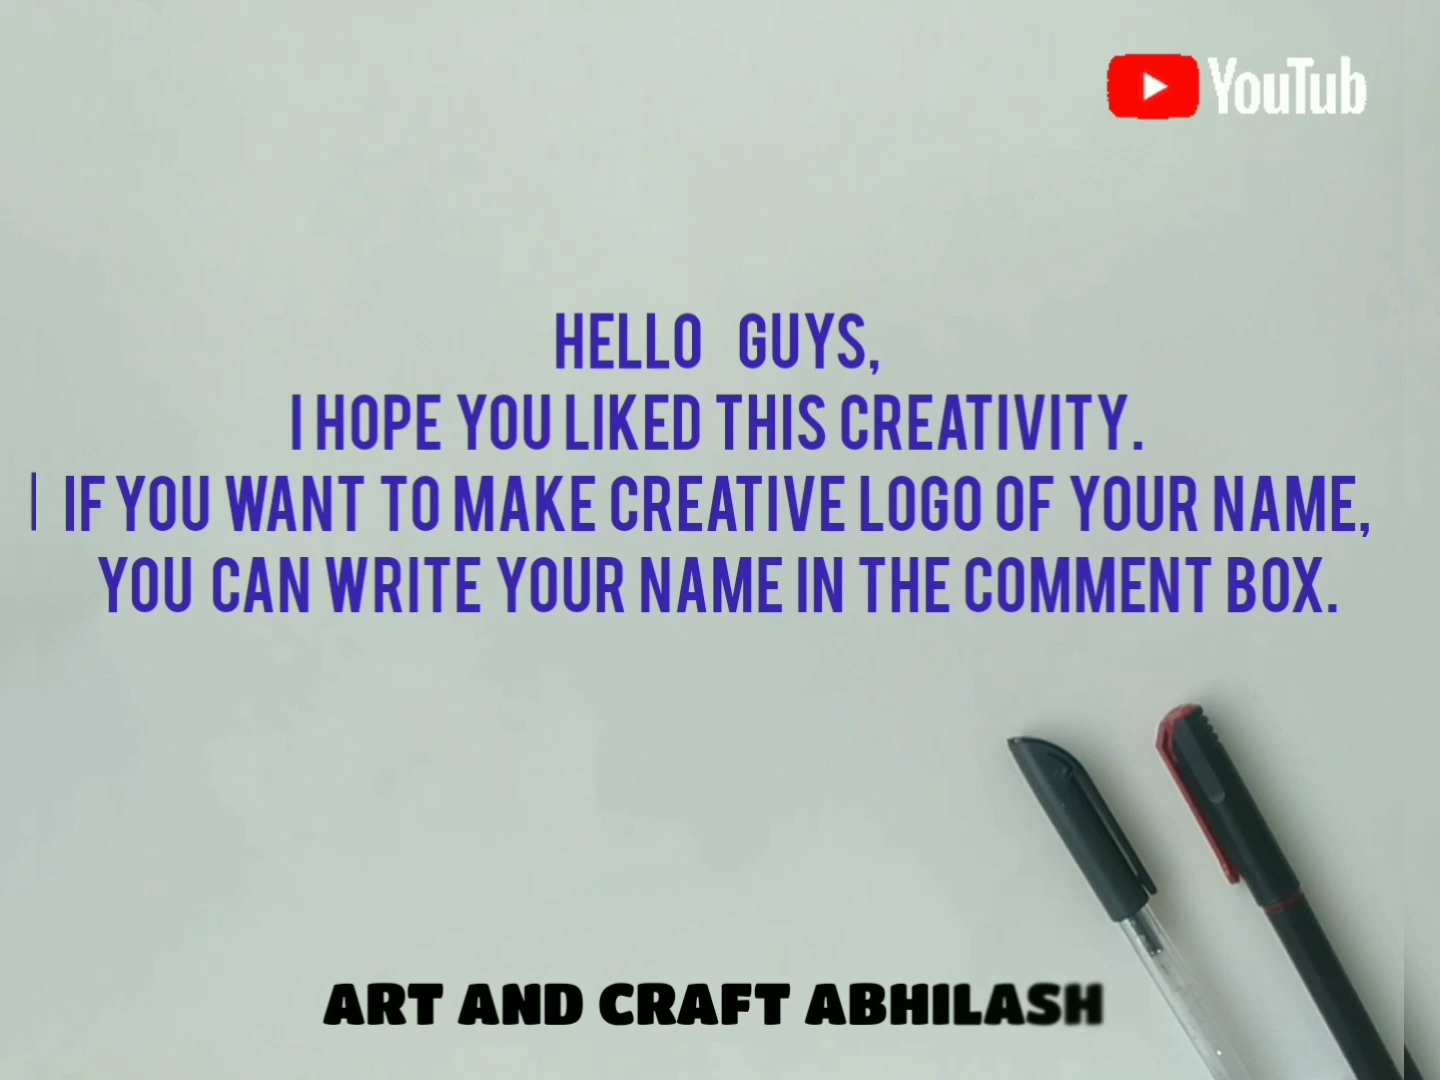 YouTub
HELLO GUYS,
I HOPE YOU LIKED THIS CREATIVITY.
| IF YOU WANT TO MAKE CREATIVE LOGO OF YOUR NAME,
YOU CAN WRITE YOUR NAME IN THE COMMENT BOX.
ART AND CRAFT ABHILASH